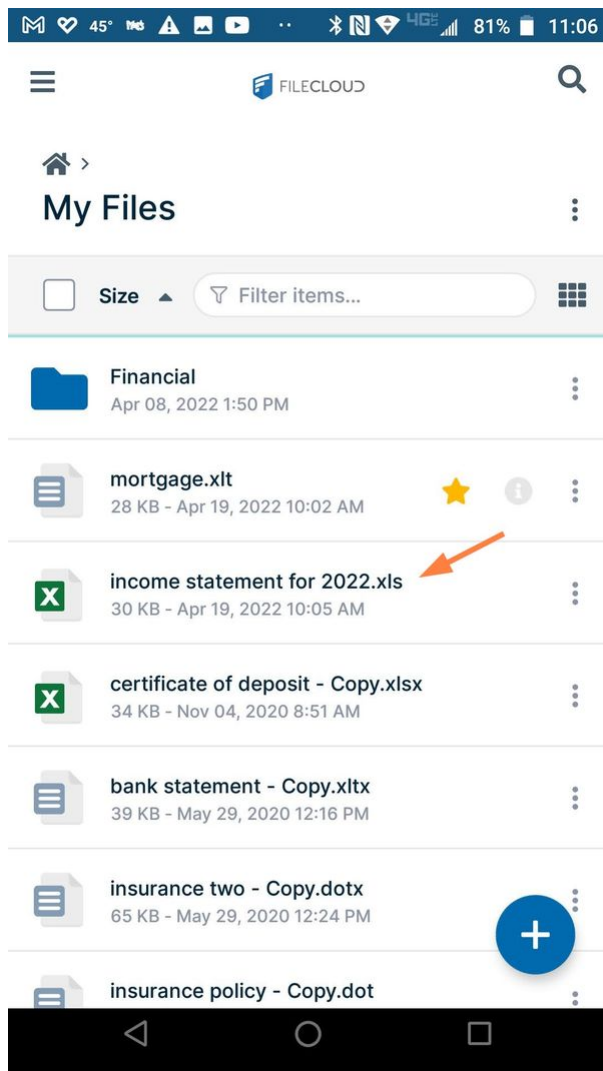 45° 4GE 81% 11:06
FILECLOUD
My Files
Size Filter items...
Financial
Apr 08, 2022 1:50 PM
mortgage.xlt
28 KB - Apr 19, 2022 10:02 AM
income statement for 2022.xls
30 KB - Apr 19, 2022 10:05 AM
certificate of deposit - Copy.xlsx
34 KB - Nov 04, 2020 8:51 AM
bank statement - Copy.xltx
39 KB - May 29, 2020 12:16 PM
insurance two - Copy.dotx
65 KB - May 29, 2020 12:24 PM
insurance policy - Copy.dot